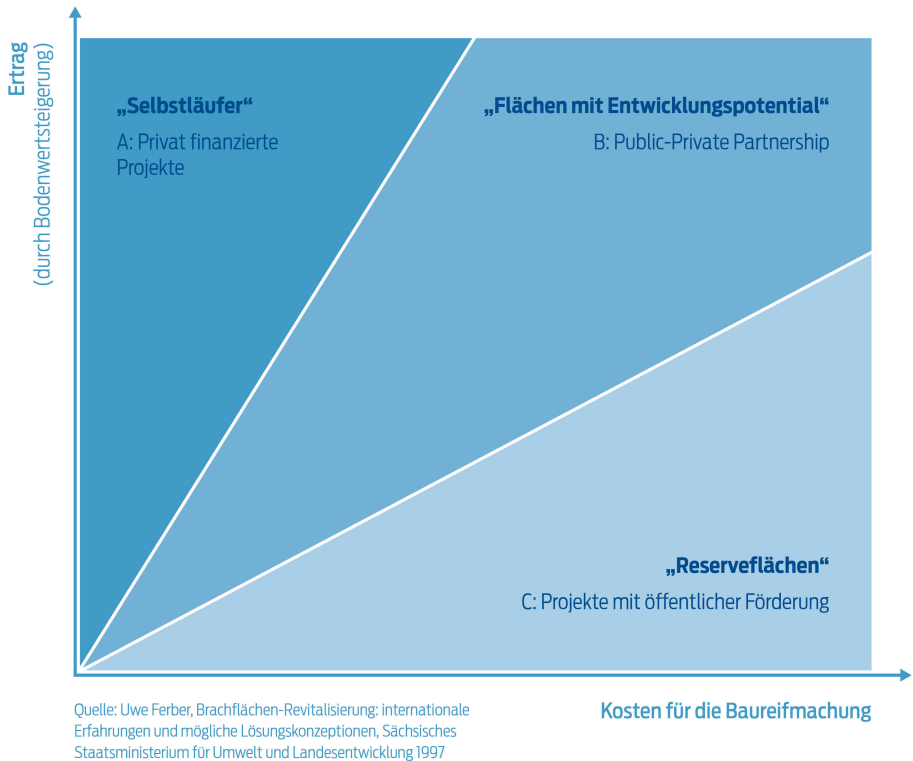 Ertrag
(durch Bodenwertsteigerung)
„Selbstläufer“
A: Privat finanzierte
Projekte
„Flächen mit Entwicklungspotential“
B: Public-Private Partnership
„Reserveflächen“
C: Projekte mit öffentlicher Förderung
Kosten für die Baureifmachung
Quelle: Uwe Ferber, Brachflächen-Revitalisierung: internationale
Erfahrungen und mögliche Lösungskonzeptionen, Sächsisches
Staatsministerium für Umwelt und Landesentwicklung 1997